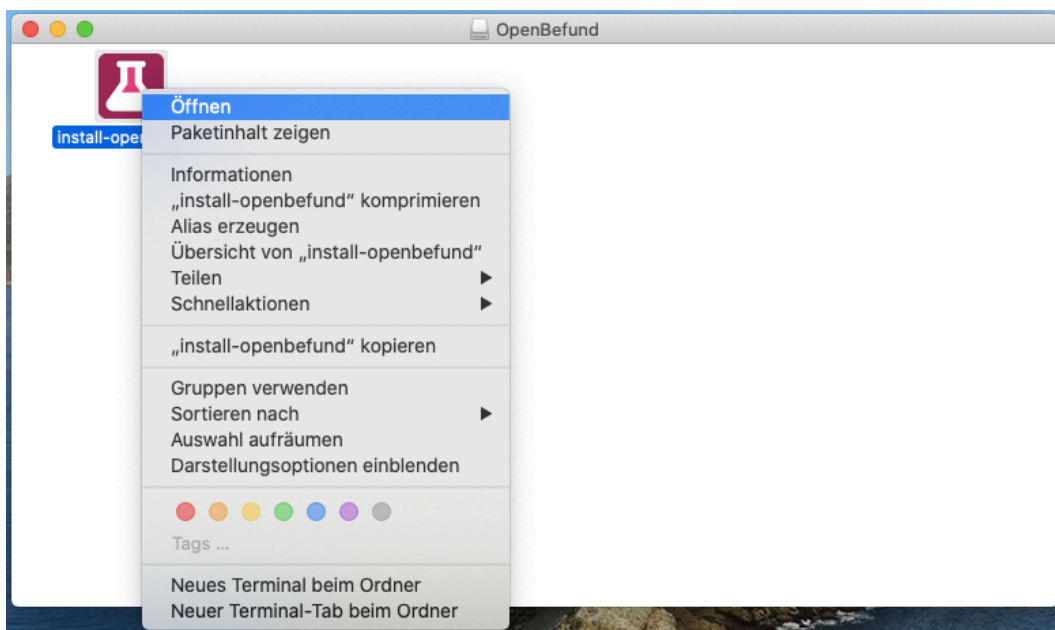 OpenBefund
install-ope
Öffnen
Paketinhalt zeigen
Informationen
„install-openbefund“ komprimieren
Alias erzeugen
Übersicht von „install-openbefund“
Teilen
Schnellaktionen
„install-openbefund“ kopieren
Gruppen verwenden
Sortieren nach
Auswahl aufräumen
Darstellungsoptionen einblenden
Tags ...
Neues Terminal beim Ordner
Neuer Terminal-Tab beim Ordner